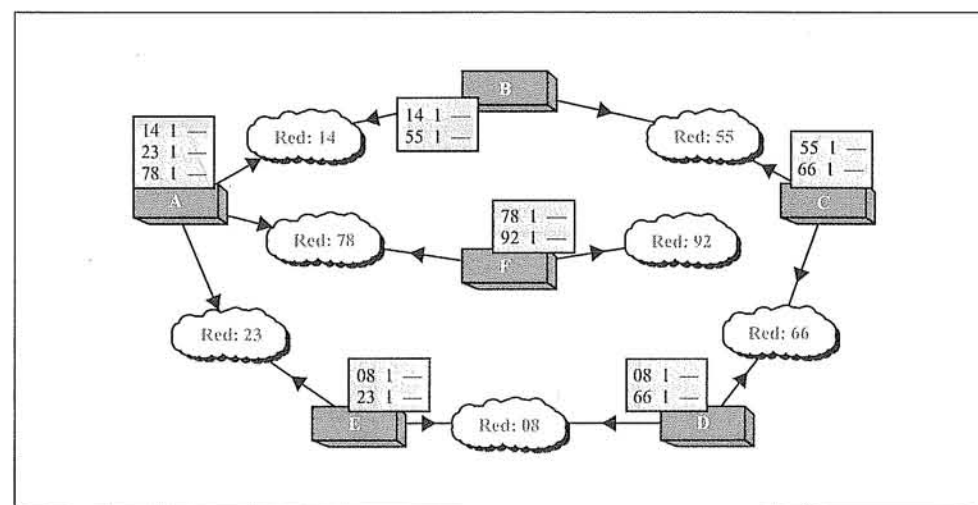 B
14 1 —
55 1 —
Red: 14
Red: 55
14 1 —
23 1 —
78 1 —
A
55 1 —
66 1 —
C
78 1 —
92 1 —
F
Red: 78
Red: 92
Red: 23
Red: 66
08 1 —
23 1 —
E
Red: 08
08 1 —
66 1 —
D